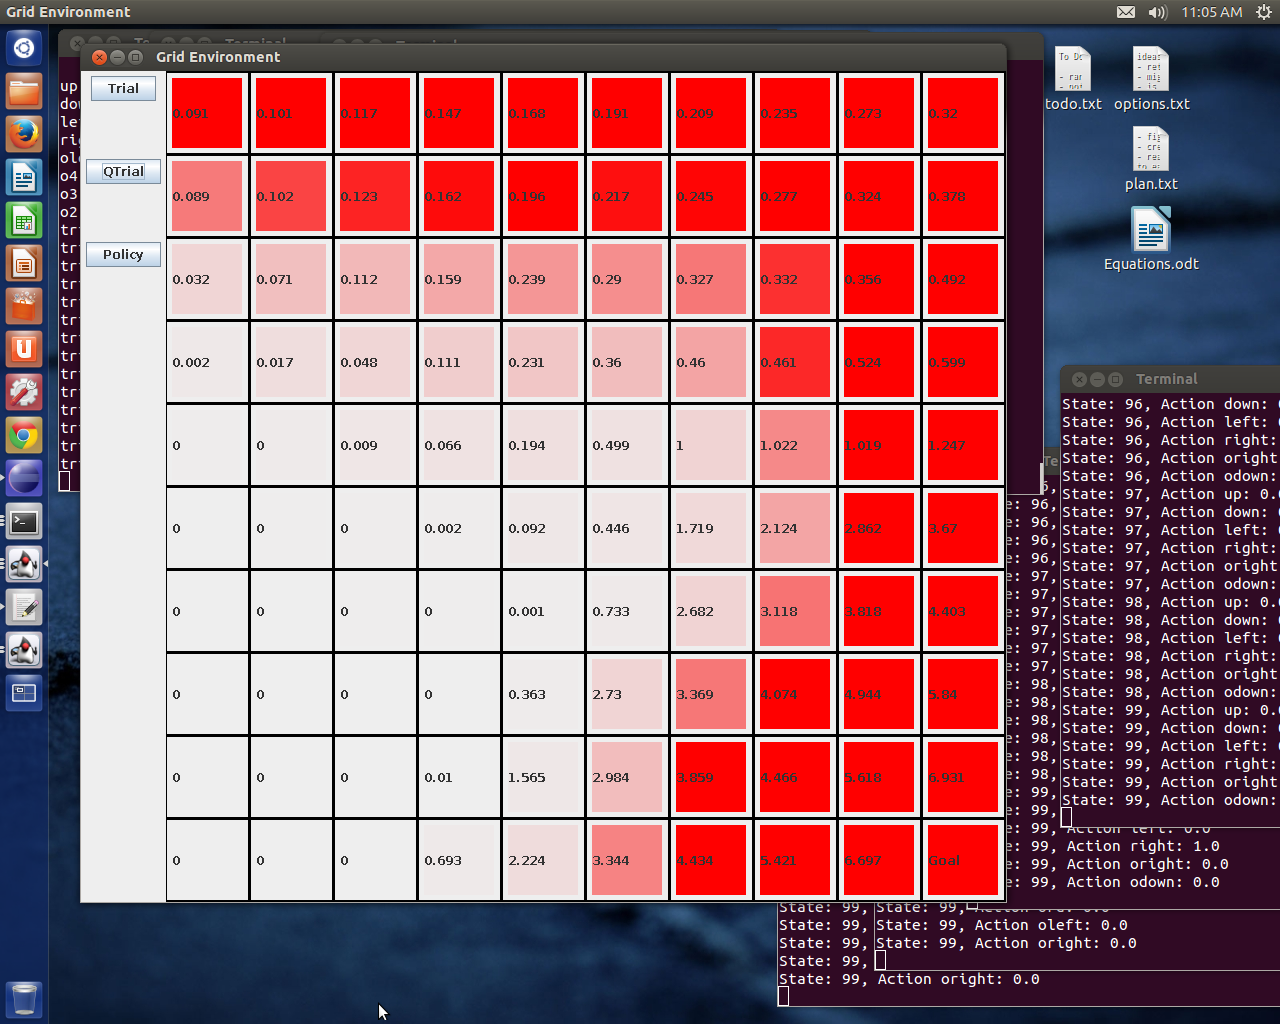 Grid Environment
11:05 AM
Grid Environment
Trial
QTrial
Policy
0.091 0.101 0.117 0.147 0.168 0.191 0.209 0.235 0.273 0.32
0.089 0.102 0.123 0.162 0.196 0.217 0.245 0.277 0.324 0.378
0.032 0.071 0.112 0.159 0.239 0.29 0.327 0.332 0.356 0.492
0.002 0.017 0.048 0.111 0.231 0.36 0.46 0.461 0.524 0.599
0 0 0.009 0.066 0.194 0.499 1 1.022 1.019 1.247
0 0 0 0.002 0.092 0.446 1.719 2.124 2.862 3.67
0 0 0 0 0.001 0.733 2.682 3.118 3.818 4.403
0 0 0 0 0.363 2.73 3.369 4.074 4.944 5.84
0 0 0 0.01 1.565 2.984 3.859 4.466 5.618 6.931
0 0 0 0.693 2.224 3.344 4.434 5.421 6.697 Goal
up
o4
o3
o2
todo.txt
options.txt
plan.txt
Equations.odt
Terminal
State: 96, Action down:
State: 96, Action left:
State: 96, Action right:
State: 96, Action oright:
State: 96, Action odown:
State: 97, Action up: 0.
State: 97, Action down:
State: 97, Action left:
State: 97, Action right:
State: 97, Action oright:
State: 97, Action odown:
State: 98, Action up: 0.
State: 98, Action down:
State: 98, Action left:
State: 98, Action right:
State: 98, Action oright:
State: 98, Action odown:
State: 99, Action up: 0.
State: 99, Action down:
State: 99, Action left:
State: 99, Action right:
State: 99, Action oright:
State: 99, Action odown:
99, Action left: 0.0
99, Action right: 1.0
99, Action oright: 0.0
99, Action odown: 0.0
State: 99, State: 99,
State: 99, State: 99, Action oleft: 0.0
State: 99, State: 99, Action oright: 0.0
State: 99,
State: 99, Action oright: 0.0